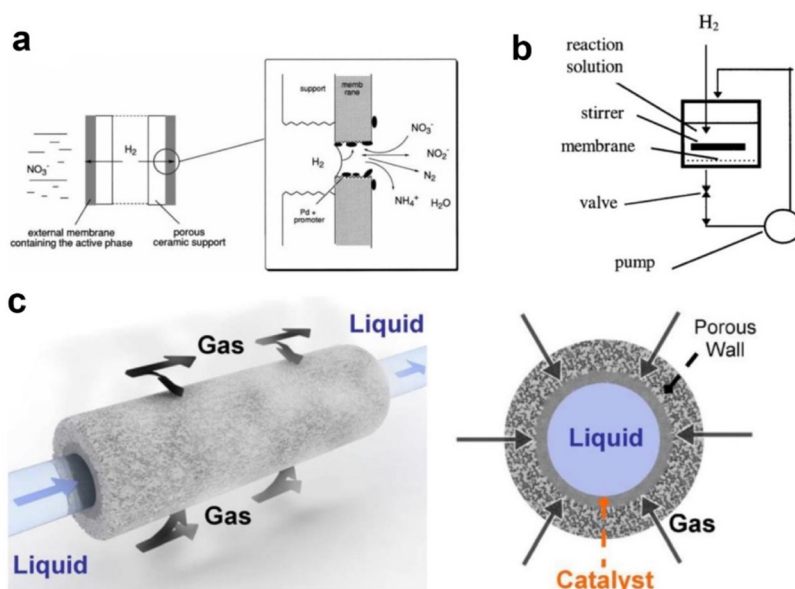 a
support
memb
rane
H2
NO3-
NO3-
NO2-
H2
N2
Pd +
promoter
NH4+
H2O
external membrane
containing the active phase
porous
ceramic support
b
H2
reaction
solution
stirrer
membrane
valve
pump
c
Liquid
Gas
Gas
Liquid
Porous
Wall
Liquid
Gas
Catalyst